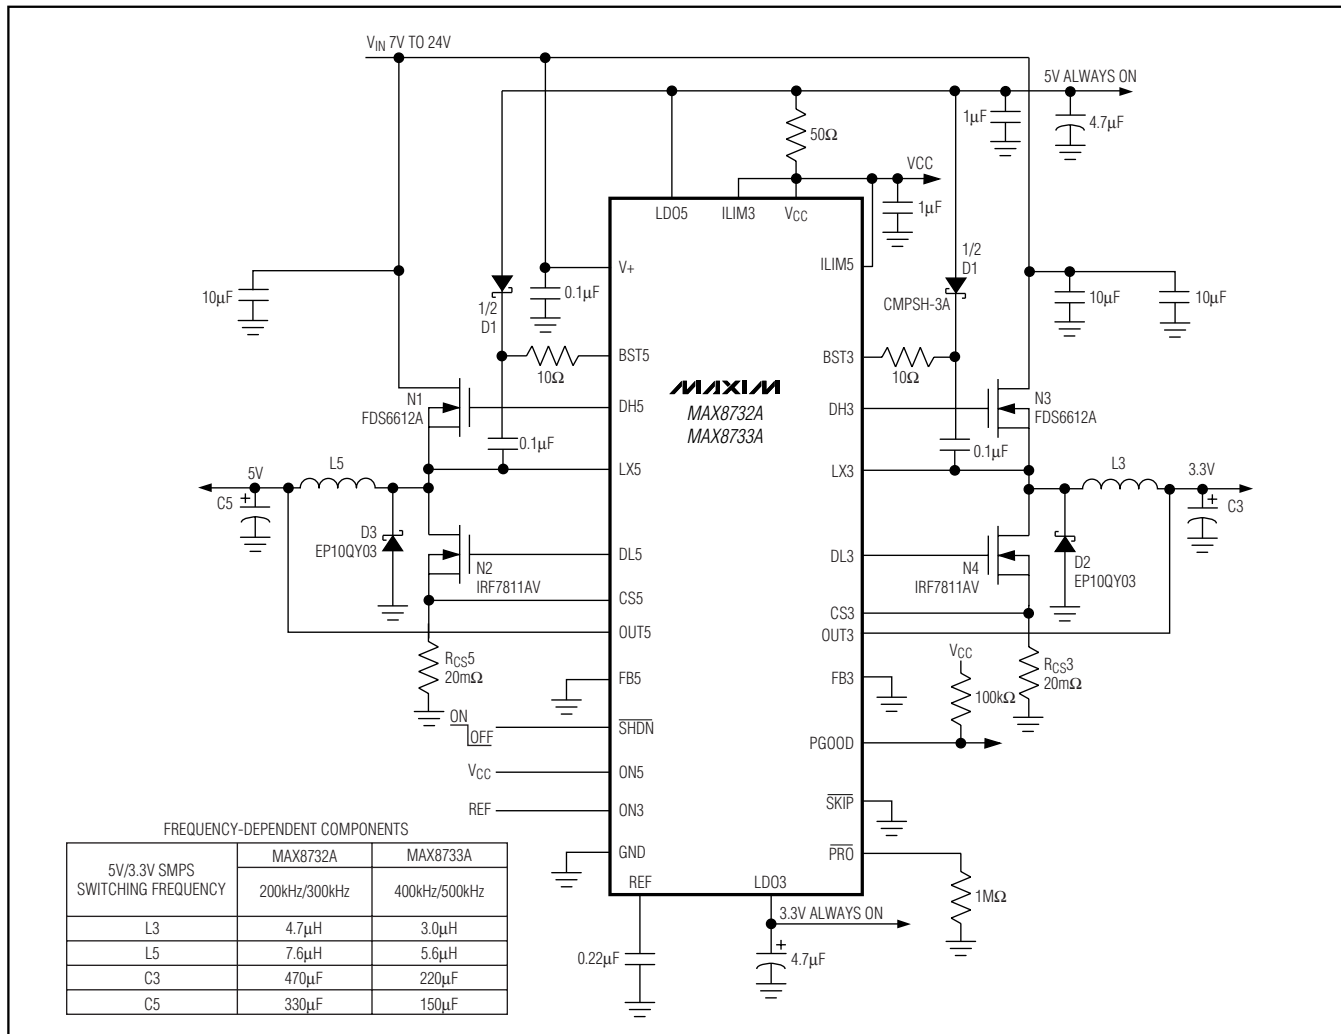 VIN 7V TO 24V
5V ALWAYS ON
1µF
4.7µF
50Ω
VCC
1µF
LDO5
ILIM3
VCC
V+
ILIM5
10µF
1/2
D1
0.1µF
1/2
D1
CMPSH-3A
10µF
10µF
BST5
10Ω
BST3
10Ω
MAXIM
MAX8732A
MAX8733A
N1
FDS6612A
DH5
DH3
N3
FDS6612A
0.1µF
0.1µF
5V
L5
LX5
LX3
L3
3.3V
C5
+
+
C3
D3
EP10QY03
DL5
N2
IRF7811AV
DL3
N4
IRF7811AV
D2
EP10QY03
CS5
CS3
OUT5
OUT3
RCS5
20mΩ
VCC
RCS3
20mΩ
FB5
FB3
100kΩ
ON
OFF
SHDN
PGOOD
VCC
ON5
REF
ON3
SKIP
GND
PRO
REF
LDO3
1MΩ
3.3V ALWAYS ON
0.22µF
+
4.7µF
FREQUENCY-DEPENDENT COMPONENTS
5V/3.3V SMPS
SWITCHING FREQUENCY
MAX8732A
MAX8733A
200kHz/300kHz
400kHz/500kHz
L3
4.7µH
3.0µH
L5
7.6µH
5.6µH
C3
470µF
220µF
C5
330µF
150µF